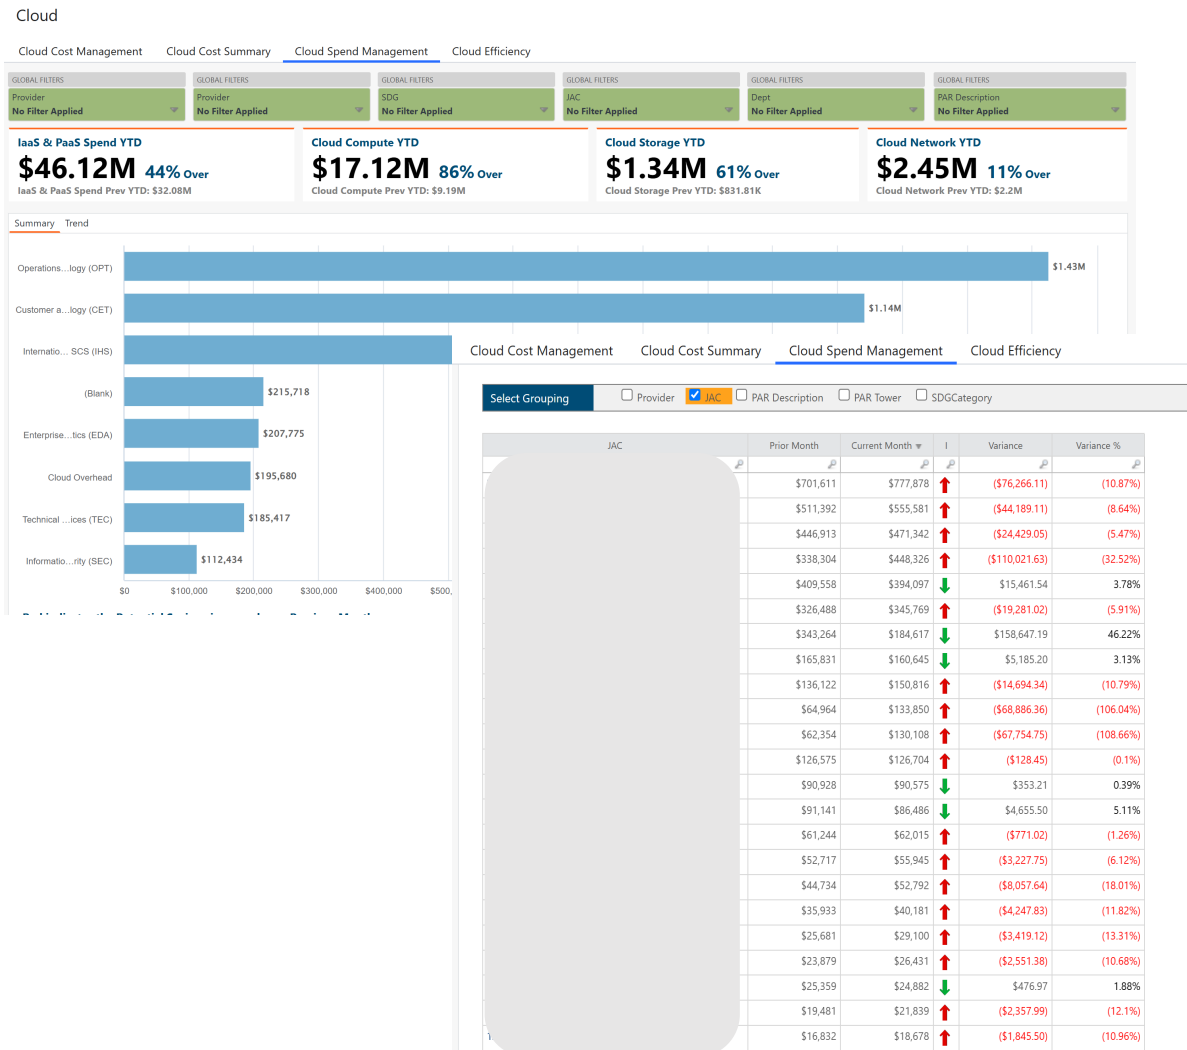 Cloud
Cloud Cost Management Cloud Cost Summary Cloud Spend Management Cloud Efficiency
GLOBAL FILTERS GLOBAL FILTERS GLOBAL FILTERS GLOBAL FILTERS GLOBAL FILTERS GLOBAL FILTERS
Provider Provider SDG JAC Dept PAR Description
No Filter Applied No Filter Applied No Filter Applied No Filter Applied No Filter Applied No Filter Applied
IaaS & PaaS Spend YTD Cloud Compute YTD Cloud Storage YTD Cloud Network YTD
$46.12M 44% Over $17.12M 86% Over $1.34M 61% Over $2.45M 11% Over
IaaS & PaaS Spend Prev YTD: $32.08M Cloud Compute Prev YTD: $9.19M Cloud Storage Prev YTD: $831.81K Cloud Network Prev YTD: $2.2M
Summary Trend
Operations...logy (OPT) $1.43M
Customer a...logy (CET) $1.14M
Internatio... SCS (IHS)
(Blank) $215,718
Enterprise...tics (EDA) $207,775
Cloud Overhead $195,680
Technical ...ices (TEC) $185,417
Informatio...rity (SEC) $112,434
$0 $100,000 $200,000 $300,000 $400,000 $500,
Cloud Cost Management Cloud Cost Summary Cloud Spend Management Cloud Efficiency
Select Grouping Provider JAC PAR Description PAR Tower SDGCategory
JAC Prior Month Current Month I Variance Variance %
$701,611 $777,878 ($76,266.11) (10.87%)
$511,392 $555,581 ($44,189.11) (8.64%)
$446,913 $471,342 ($24,429.05) (5.47%)
$338,304 $448,326 ($110,021.63) (32.52%)
$409,558 $394,097 $15,461.54 3.78%
$326,488 $345,769 ($19,281.02) (5.91%)
$343,264 $184,617 $158,647.19 46.22%
$165,831 $160,645 $5,185.20 3.13%
$136,122 $150,816 ($14,694.34) (10.79%)
$64,964 $133,850 ($68,886.36) (106.04%)
$62,354 $130,108 ($67,754.75) (108.66%)
$126,575 $126,704 ($128.45) (0.1%)
$90,928 $90,575 $353.21 0.39%
$91,141 $86,486 $4,655.50 5.11%
$61,244 $62,015 ($771.02) (1.26%)
$52,717 $55,945 ($3,227.75) (6.12%)
$44,734 $52,792 ($8,057.64) (18.01%)
$35,933 $40,181 ($4,247.83) (11.82%)
$25,681 $29,100 ($3,419.12) (13.31%)
$23,879 $26,431 ($2,551.38) (10.68%)
$25,359 $24,882 $476.97 1.88%
$19,481 $21,839 ($2,357.99) (12.1%)
$16,832 $18,678 ($1,845.50) (10.96%)